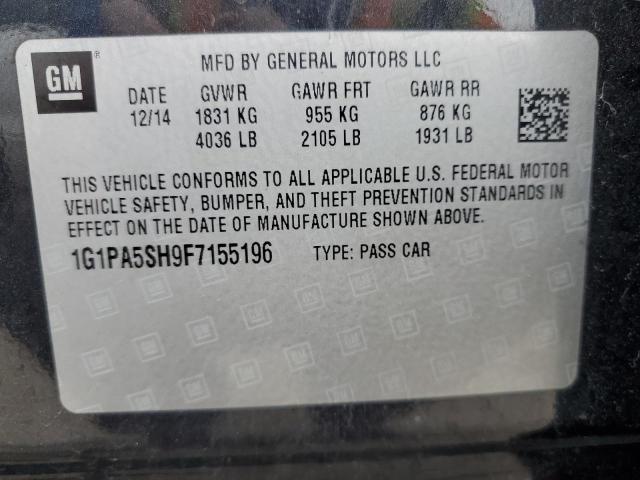 GM ® MFD BY GENERAL MOTORS LLC
DATE GVWR GAWR FRT GAWR RR
12/14 1831 KG 955 KG 876 KG
4036 LB 2105 LB 1931 LB
THIS VEHICLE CONFORMS TO ALL APPLICABLE U.S. FEDERAL MOTOR
VEHICLE SAFETY, BUMPER, AND THEFT PREVENTION STANDARDS IN
EFFECT ON THE DATE OF MANUFACTURE SHOWN ABOVE.
1G1PA5SH9F7155196 TYPE: PASS CAR